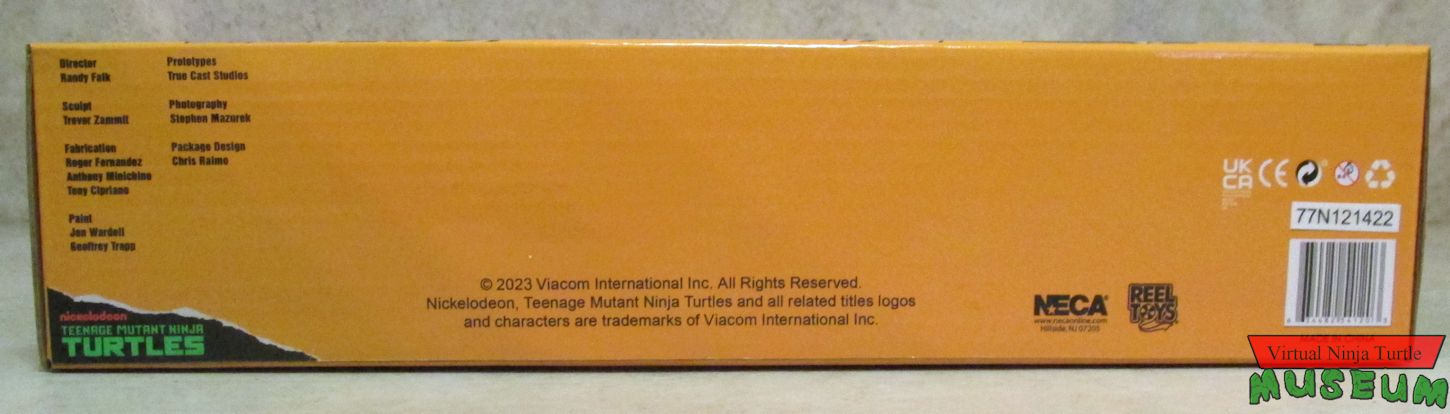 Director
Randy Falk
Sculpt
Trevor Zammit
Fabrication
Roger Fernandez
Anthony Minichino
Tony Cipriano
Paint
Jon Wardell
Geoffrey Trapp
Prototypes
True Cast Studios
Photography
Stephen Mazurek
Package Design
Chris Raimo
nickelodeon
TEENAGE MUTANT NINJA
TURTLES
© 2023 Viacom International Inc. All Rights Reserved.
Nickelodeon, Teenage Mutant Ninja Turtles and all related titles logos
and characters are trademarks of Viacom International Inc.
NECA
www.necaonline.com
Hillside, NJ 07205
REEL
TOYS
UK
CA CE
77N121422
MADE IN CHINA
Virtual Ninja Turtle
MUSEUM